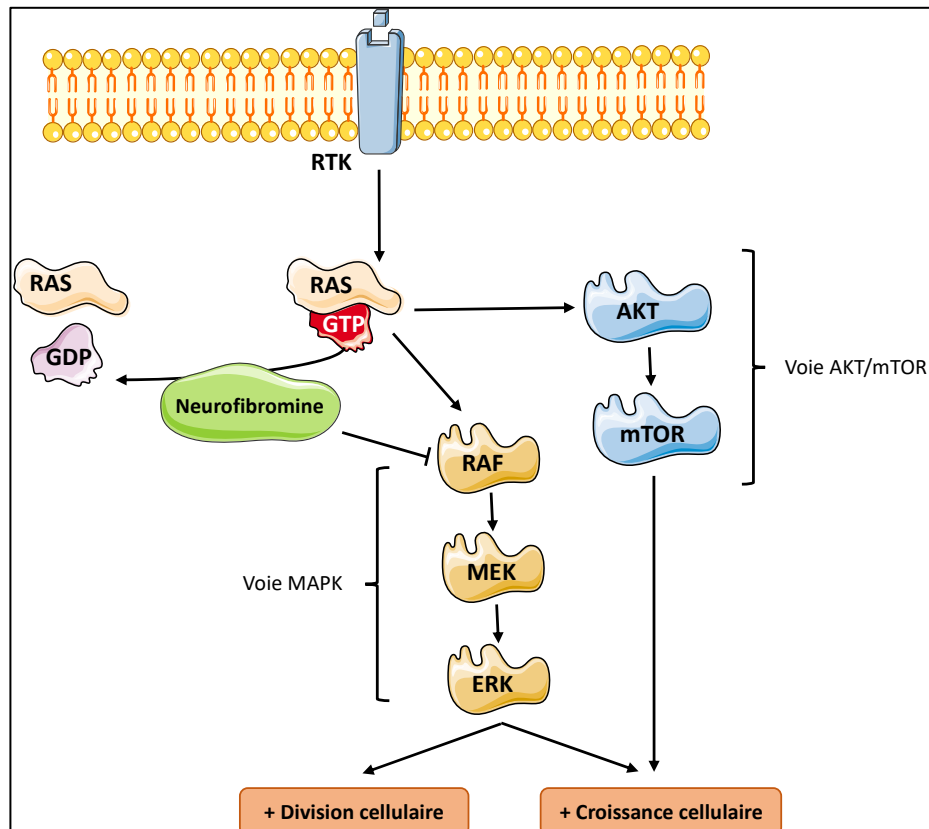 RTK
RAS
RAS
GTP
AKT
GDP
Voie AKT/mTOR
Neurofibromine
mTOR
RAF
MEK
Voie MAPK
ERK
+ Division cellulaire
+ Croissance cellulaire